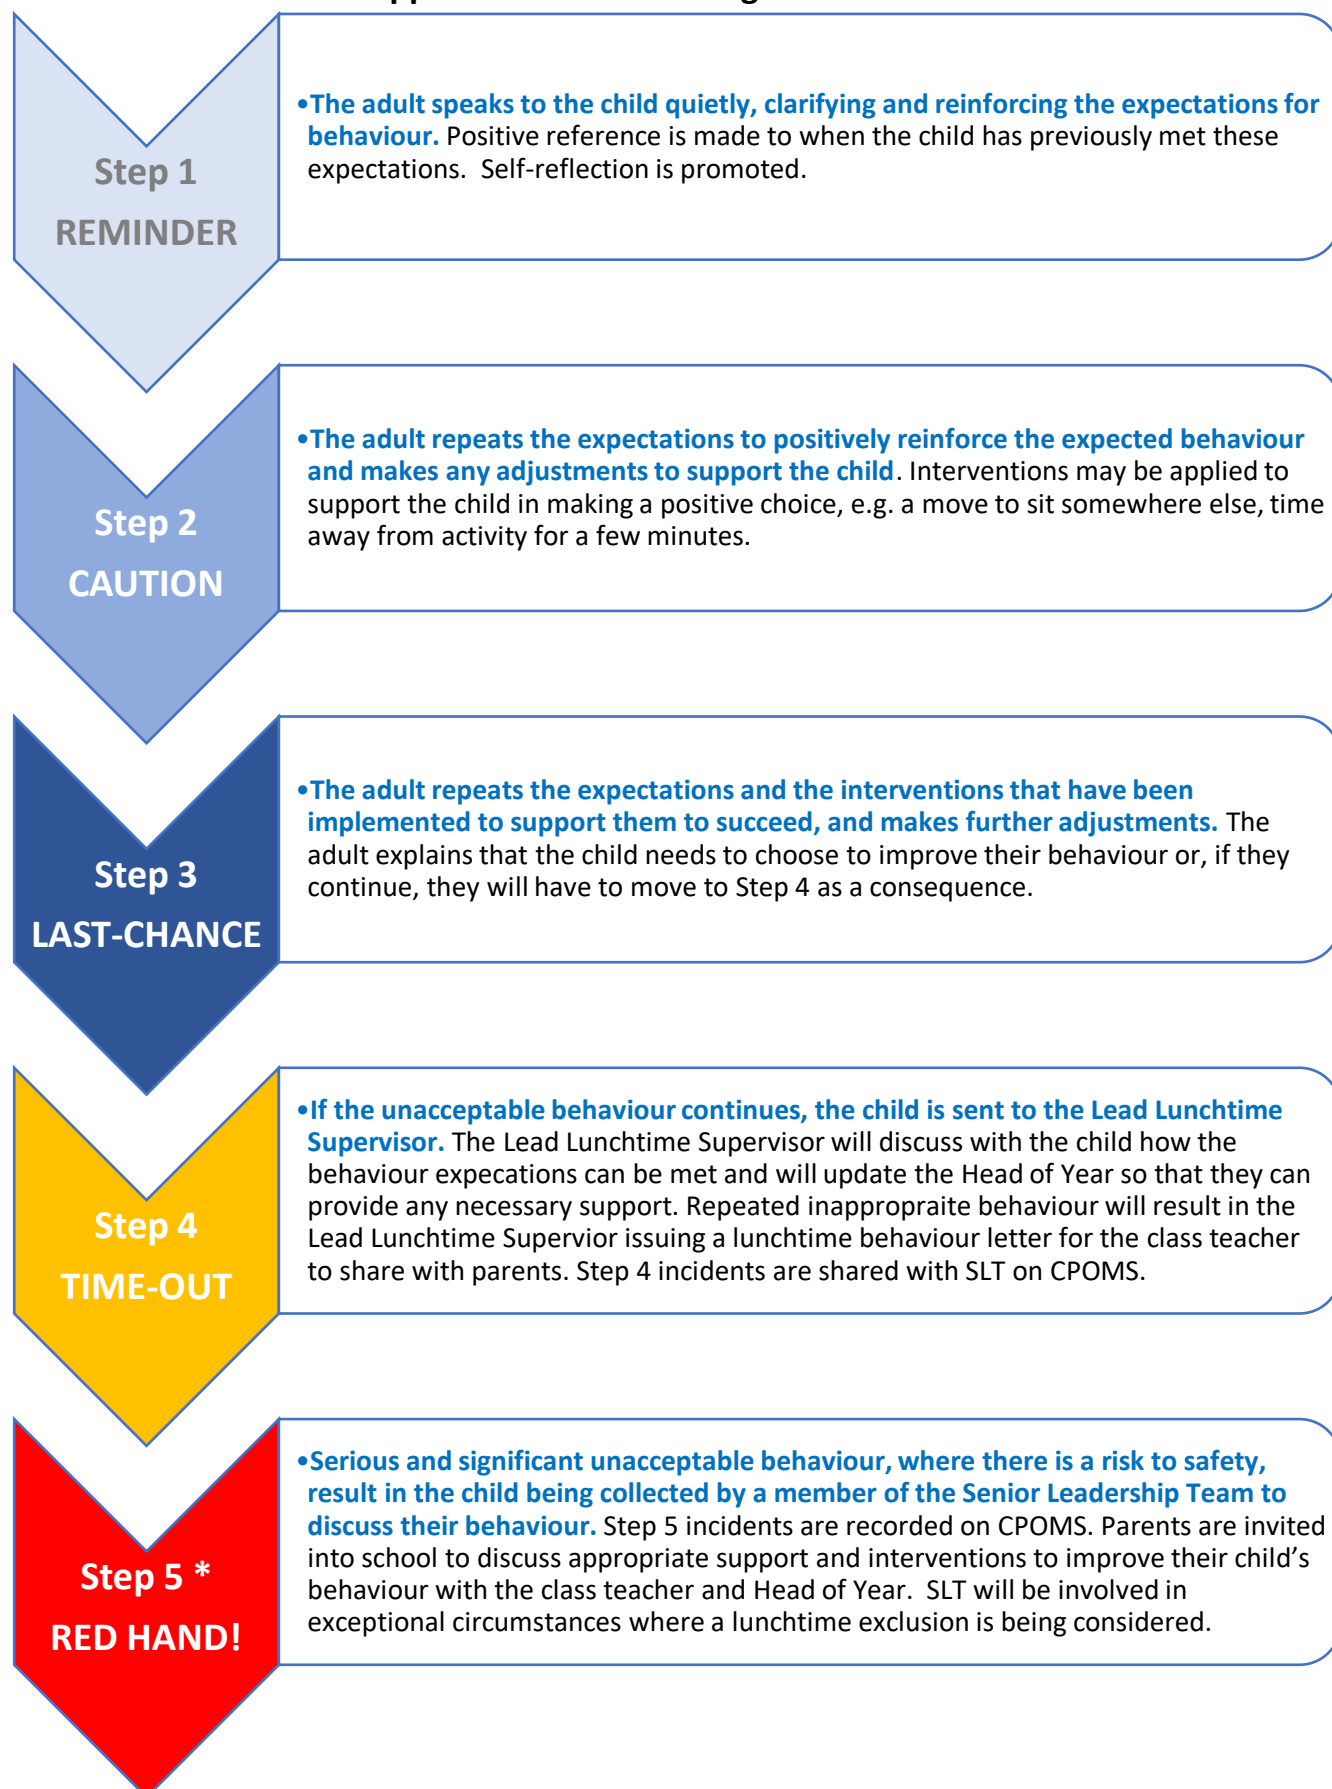 Step 1
REMINDER
•The adult speaks to the child quietly, clarifying and reinforcing the expectations for
behaviour. Positive reference is made to when the child has previously met these
expectations.  Self-reflection is promoted.
Step 2
CAUTION
•The adult repeats the expectations to positively reinforce the expected behaviour
and makes any adjustments to support the child. Interventions may be applied to
support the child in making a positive choice, e.g. a move to sit somewhere else, time
away from activity for a few minutes.
Step 3
LAST-CHANCE
•The adult repeats the expectations and the interventions that have been
implemented to support them to succeed, and makes further adjustments. The
adult explains that the child needs to choose to improve their behaviour or, if they
continue, they will have to move to Step 4 as a consequence.
Step 4
TIME-OUT
•If the unacceptable behaviour continues, the child is sent to the Lead Lunchtime
Supervisor. The Lead Lunchtime Supervisor will discuss with the child how the
behaviour expecations can be met and will update the Head of Year so that they can
provide any necessary support. Repeated inappropraite behaviour will result in the
Lead Lunchtime Supervior issuing a lunchtime behaviour letter for the class teacher
to share with parents. Step 4 incidents are shared with SLT on CPOMS.
Step 5 *
RED HAND!
•Serious and significant unacceptable behaviour, where there is a risk to safety,
result in the child being collected by a member of the Senior Leadership Team to
discuss their behaviour. Step 5 incidents are recorded on CPOMS. Parents are invited
into school to discuss appropriate support and interventions to improve their child’s
behaviour with the class teacher and Head of Year.  SLT will be involved in
exceptional circumstances where a lunchtime exclusion is being considered.